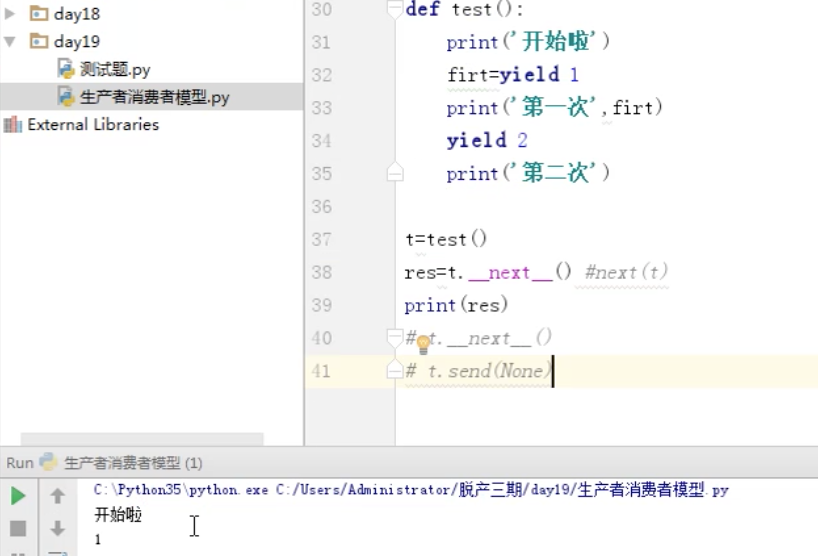 day18
day19
测试题.py
生产者消费者模型.py
External Libraries
30 def test():
31 print('开始啦')
32 firt=yield 1
33 print('第一次',firt)
34 yield 2
35 print('第二次')
36
37 t=test()
38 res=t.__next__() #next(t)
39 print(res)
40 # t.__next__()
41 # t.send(None)
Run 生产者消费者模型 (1)
C:\Python35\python.exe C:/Users/Administrator/脱产三期/day19/生产者消费者模型.py
开始啦
1